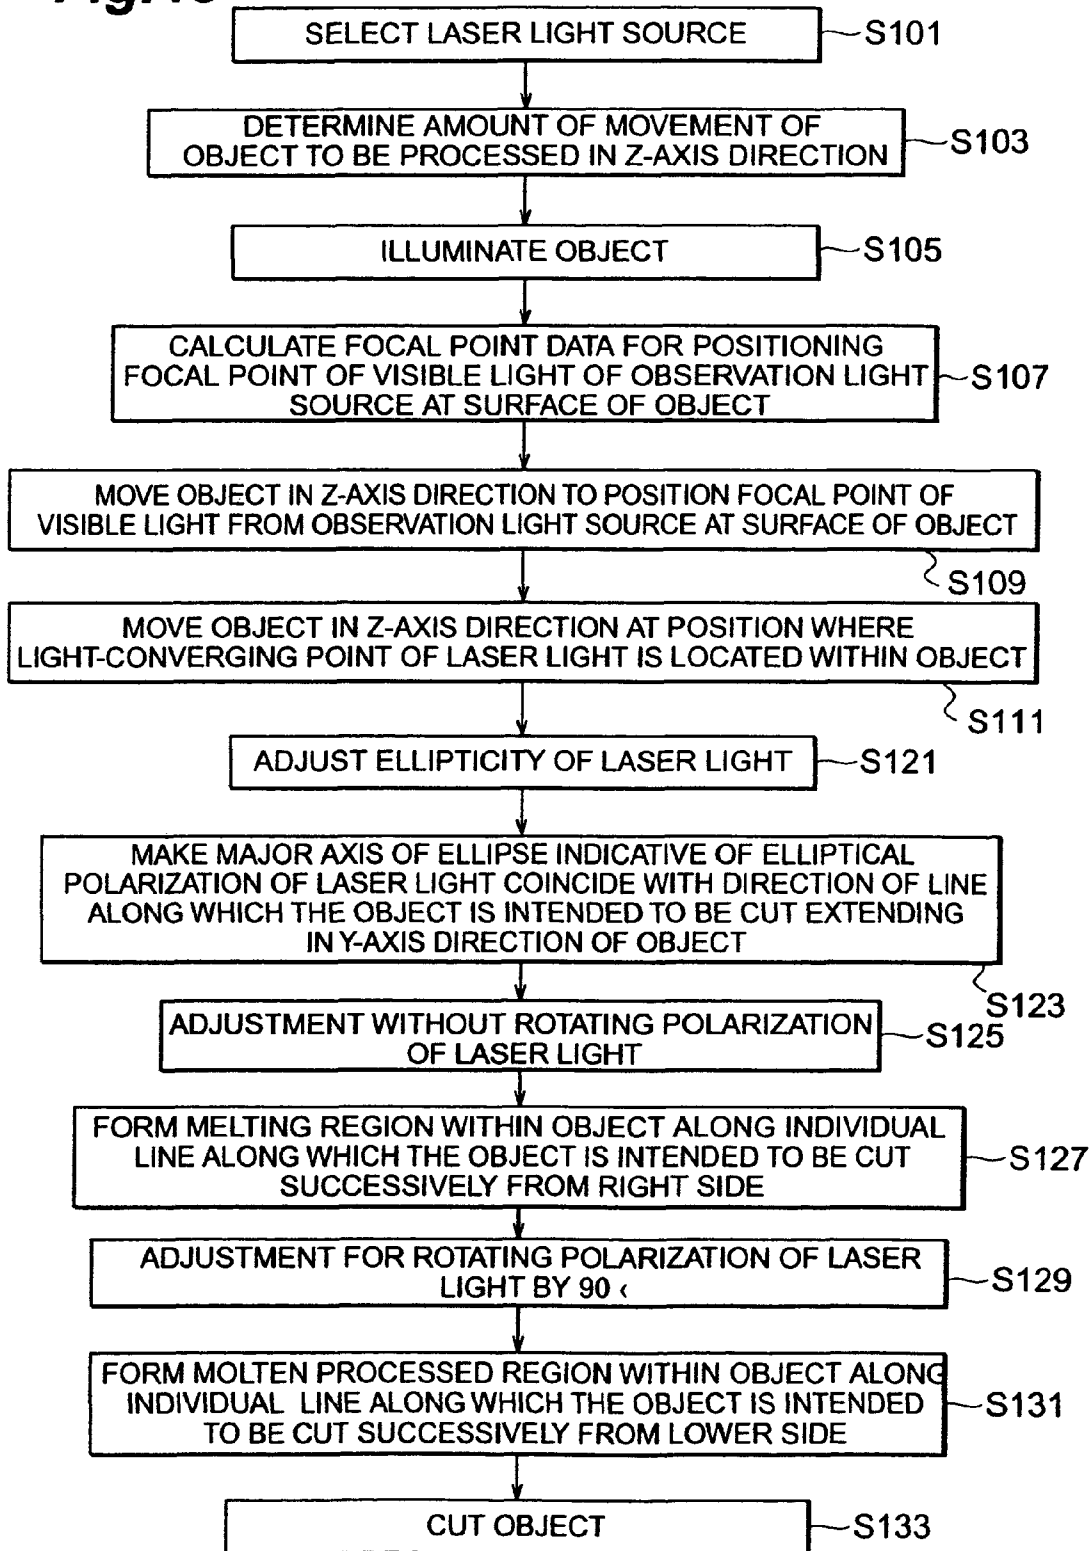 SELECT LASER LIGHT SOURCE
S101
DETERMINE AMOUNT OF MOVEMENT OF
OBJECT TO BE PROCESSED IN Z-AXIS DIRECTION
S103
ILLUMINATE OBJECT
S105
CALCULATE FOCAL POINT DATA FOR POSITIONING
FOCAL POINT OF VISIBLE LIGHT OF OBSERVATION LIGHT
SOURCE AT SURFACE OF OBJECT
S107
MOVE OBJECT IN Z-AXIS DIRECTION TO POSITION FOCAL POINT OF
VISIBLE LIGHT FROM OBSERVATION LIGHT SOURCE AT SURFACE OF OBJECT
S109
MOVE OBJECT IN Z-AXIS DIRECTION AT POSITION WHERE
LIGHT-CONVERGING POINT OF LASER LIGHT IS LOCATED WITHIN OBJECT
S111
ADJUST ELLIPTICITY OF LASER LIGHT
S121
MAKE MAJOR AXIS OF ELLIPSE INDICATIVE OF ELLIPTICAL
POLARIZATION OF LASER LIGHT COINCIDE WITH DIRECTION OF LINE
ALONG WHICH THE OBJECT IS INTENDED TO BE CUT EXTENDING
IN Y-AXIS DIRECTION OF OBJECT
S123
ADJUSTMENT WITHOUT ROTATING POLARIZATION
OF LASER LIGHT
S125
FORM MELTING REGION WITHIN OBJECT ALONG INDIVIDUAL
LINE ALONG WHICH THE OBJECT IS INTENDED TO BE CUT
SUCCESSIVELY FROM RIGHT SIDE
S127
ADJUSTMENT FOR ROTATING POLARIZATION OF LASER
LIGHT BY 90 ‹
S129
FORM MOLTEN PROCESSED REGION WITHIN OBJECT ALONG
INDIVIDUAL LINE ALONG WHICH THE OBJECT IS INTENDED
TO BE CUT SUCCESSIVELY FROM LOWER SIDE
S131
CUT OBJECT
S133